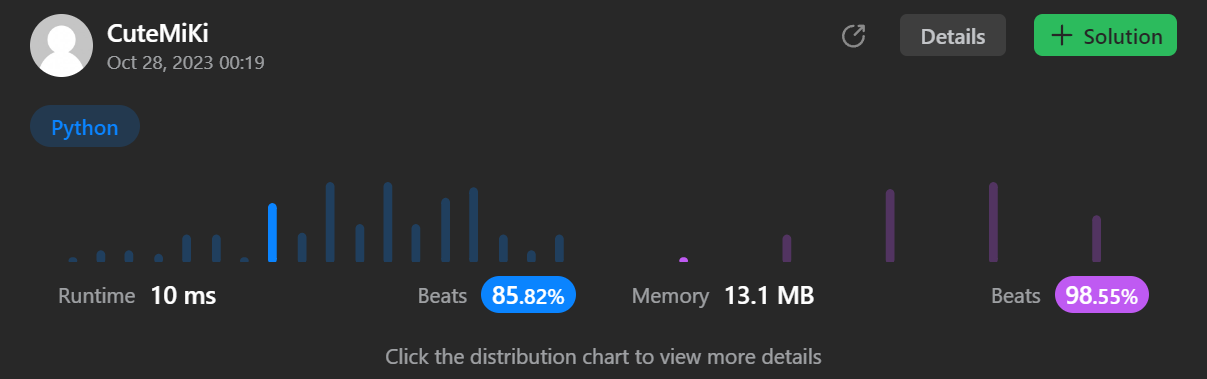 CuteMiKi
Oct 28, 2023 00:19
Details
+ Solution
Python
Runtime 10 ms Beats 85.82% Memory 13.1 MB Beats 98.55%
Click the distribution chart to view more details